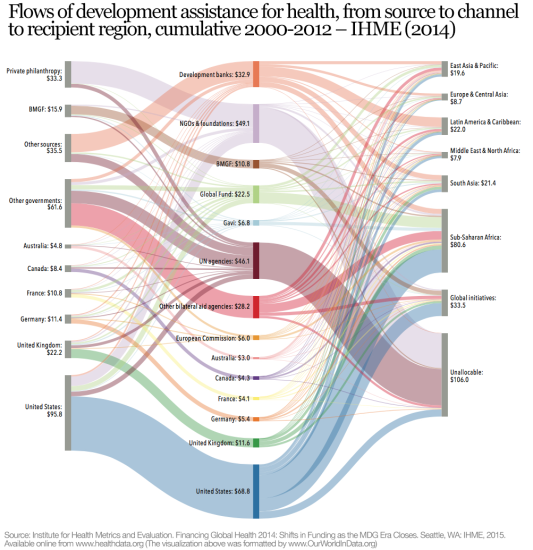 Flows of development assistance for health, from source to channel
to recipient region, cumulative 2000-2012 – IHME (2014)
Private philanthropy:
$33.3
BMGF: $15.9
Other sources:
$35.5
Other governments:
$61.6
Australia: $4.8
Canada: $8.4
France: $10.8
Germany: $11.4
United Kingdom:
$22.2
United States:
$95.8
Development banks: $32.9
NGOs & foundations: $49.1
BMGF: $10.8
Global Fund: $22.5
Gavi: $6.8
UN agencies: $46.1
Other bilateral aid agencies: $28.2
European Commission: $6.0
Australia: $3.0
Canada: $4.3
France: $4.1
Germany: $5.4
United Kingdom: $11.6
United States: $68.8
East Asia & Pacific:
$19.6
Europe & Central Asia:
$8.7
Latin America & Caribbean:
$22.0
Middle East & North Africa:
$7.9
South Asia: $21.4
Sub-Saharan Africa:
$80.6
Global initiatives:
$33.5
Unallocable:
$106.0
Source: Institute for Health Metrics and Evaluation. Financing Global Health 2014: Shifts in Funding as the MDG Era Closes. Seattle, WA: IHME, 2015.
Available online from www.healthdata.org (The visualization above was formatted by www.OurWorldInData.org)